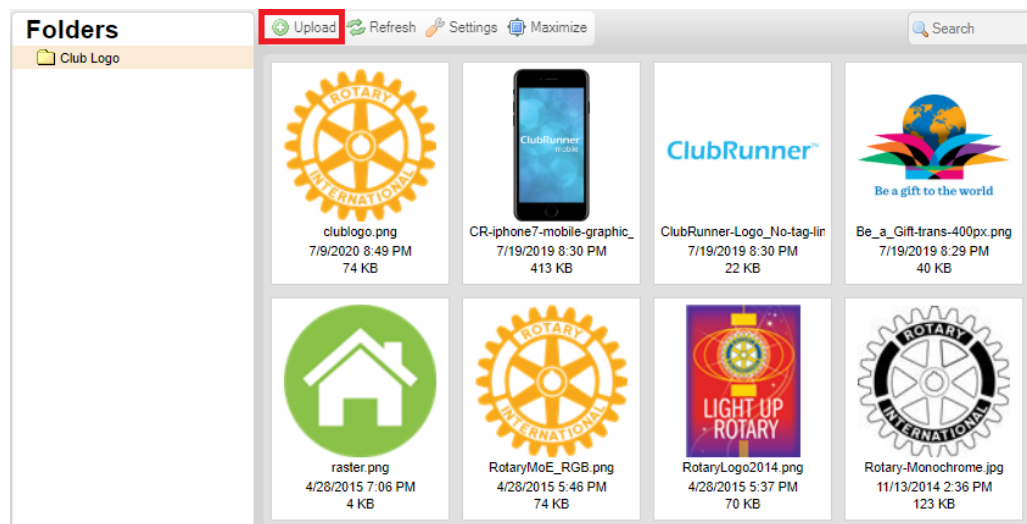 Folders
Upload Refresh Settings Maximize Search
Club Logo
ROTARY
INTERNATIONAL
ClubRunner
mobile
ClubRunner™
Be a gift to the world
clublogo.png
7/9/2020 8:49 PM
74 KB
CR-iphone7-mobile-graphic_
7/19/2019 8:30 PM
413 KB
ClubRunner-Logo_No-tag-lin
7/19/2019 8:30 PM
22 KB
Be_a_Gift-trans-400px.png
7/19/2019 8:29 PM
40 KB
ROTARY
INTERNATIONAL
LIGHT UP
ROTARY
ROTARY
INTERNATIONAL
raster.png
4/28/2015 7:06 PM
4 KB
RotaryMoE_RGB.png
4/28/2015 5:46 PM
74 KB
RotaryLogo2014.png
4/28/2015 5:37 PM
70 KB
Rotary-Monochrome.jpg
11/13/2014 2:36 PM
123 KB